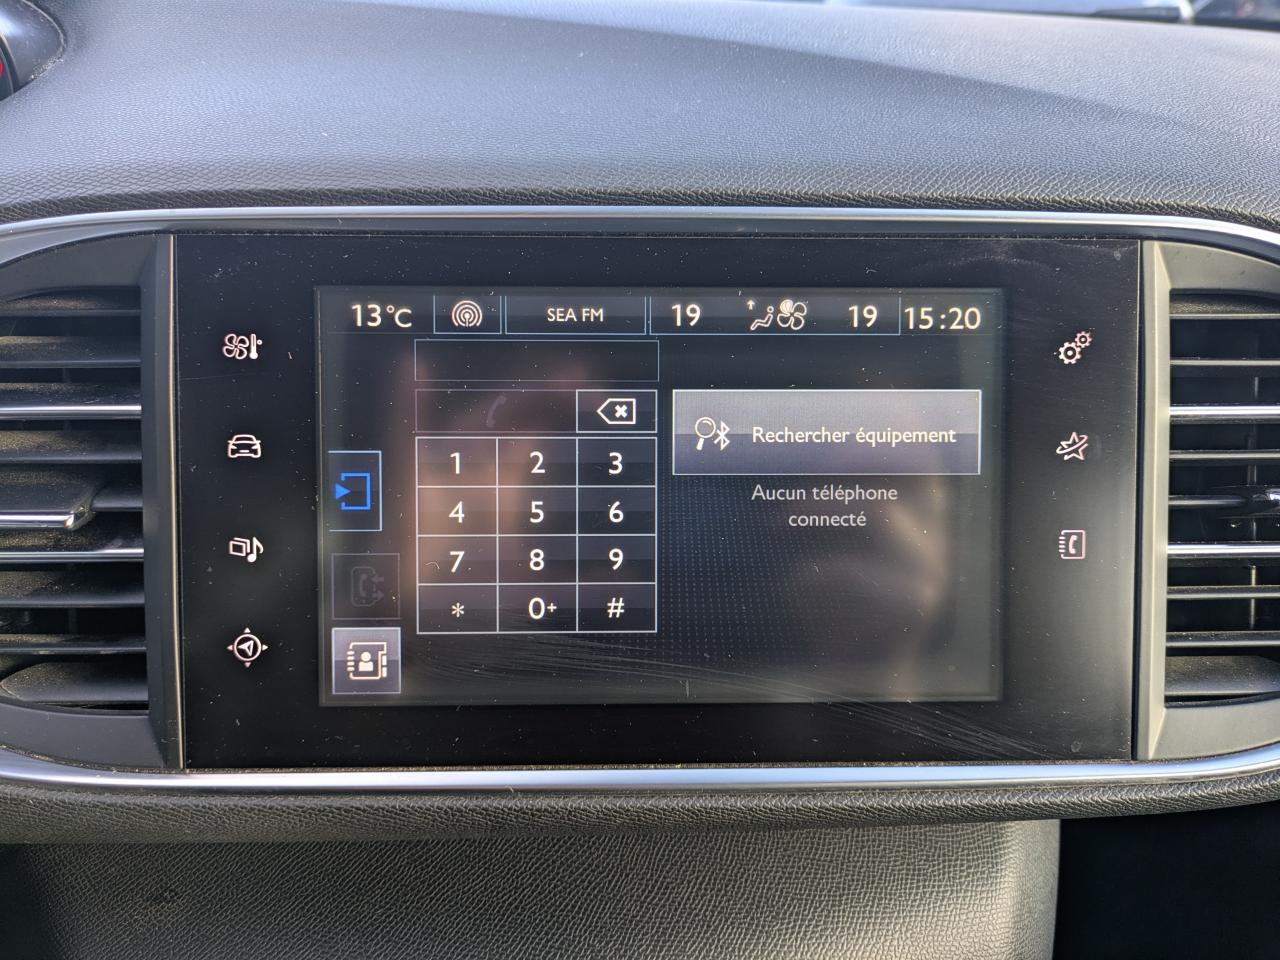 13°C SEA FM 19 19 15:20
1 2 3
4 5 6
7 8 9
* 0+ #
Rechercher équipement
Aucun téléphone
connecté